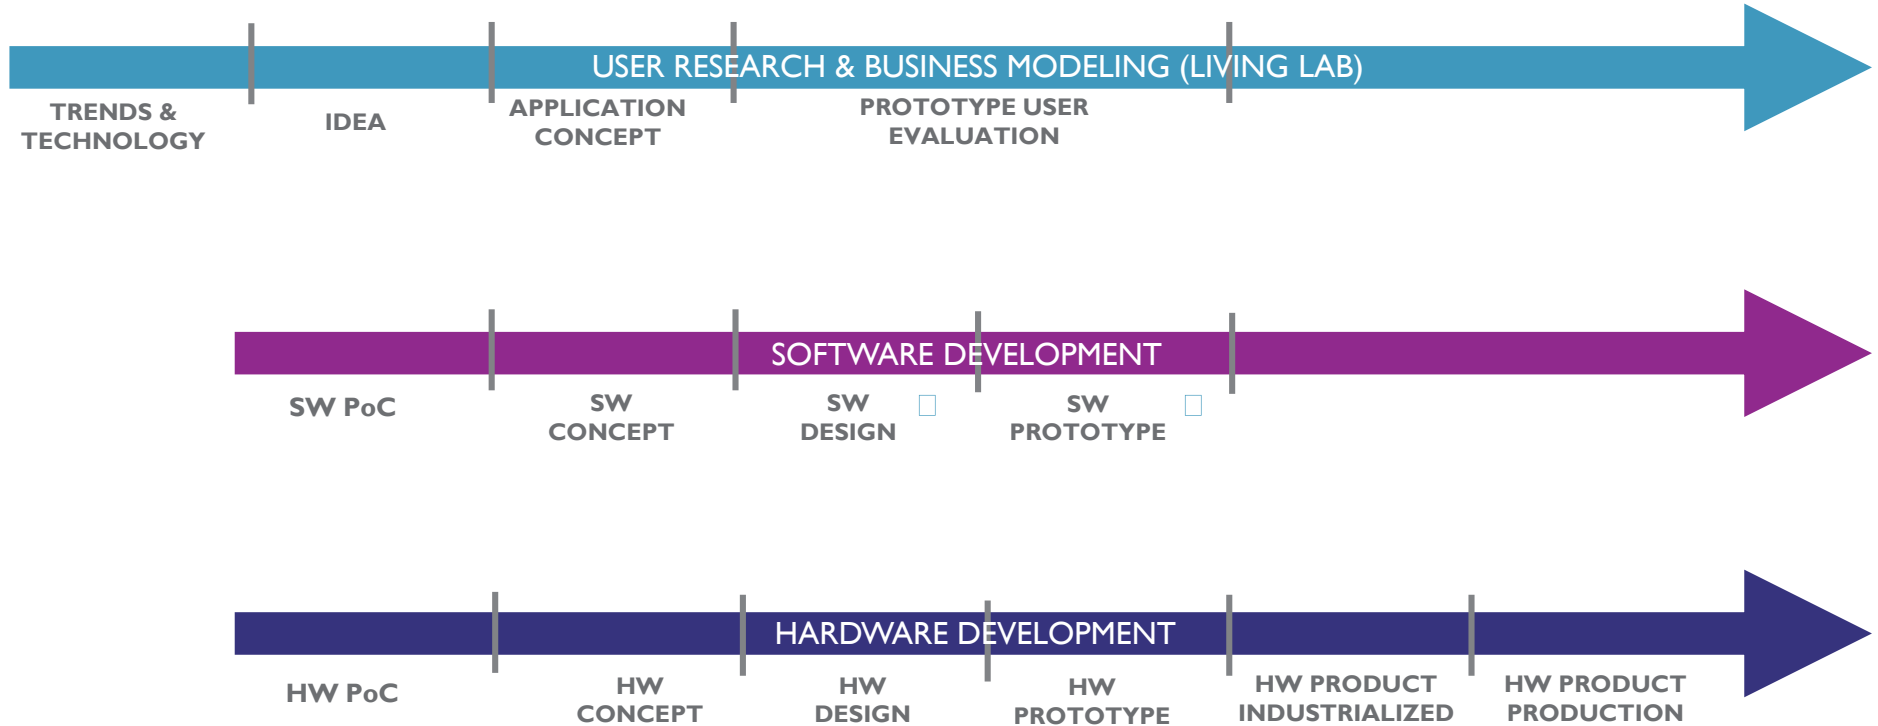 USER RESEARCH & BUSINESS MODELING (LIVING LAB)
TRENDS &
TECHNOLOGY
IDEA
APPLICATION
CONCEPT
PROTOTYPE USER
EVALUATION
SOFTWARE DEVELOPMENT
SW PoC
SW
CONCEPT
SW
DESIGN
SW
PROTOTYPE
HARDWARE DEVELOPMENT
HW PoC
HW
CONCEPT
HW
DESIGN
HW
PROTOTYPE
HW PRODUCT
INDUSTRIALIZED
HW PRODUCT
PRODUCTION